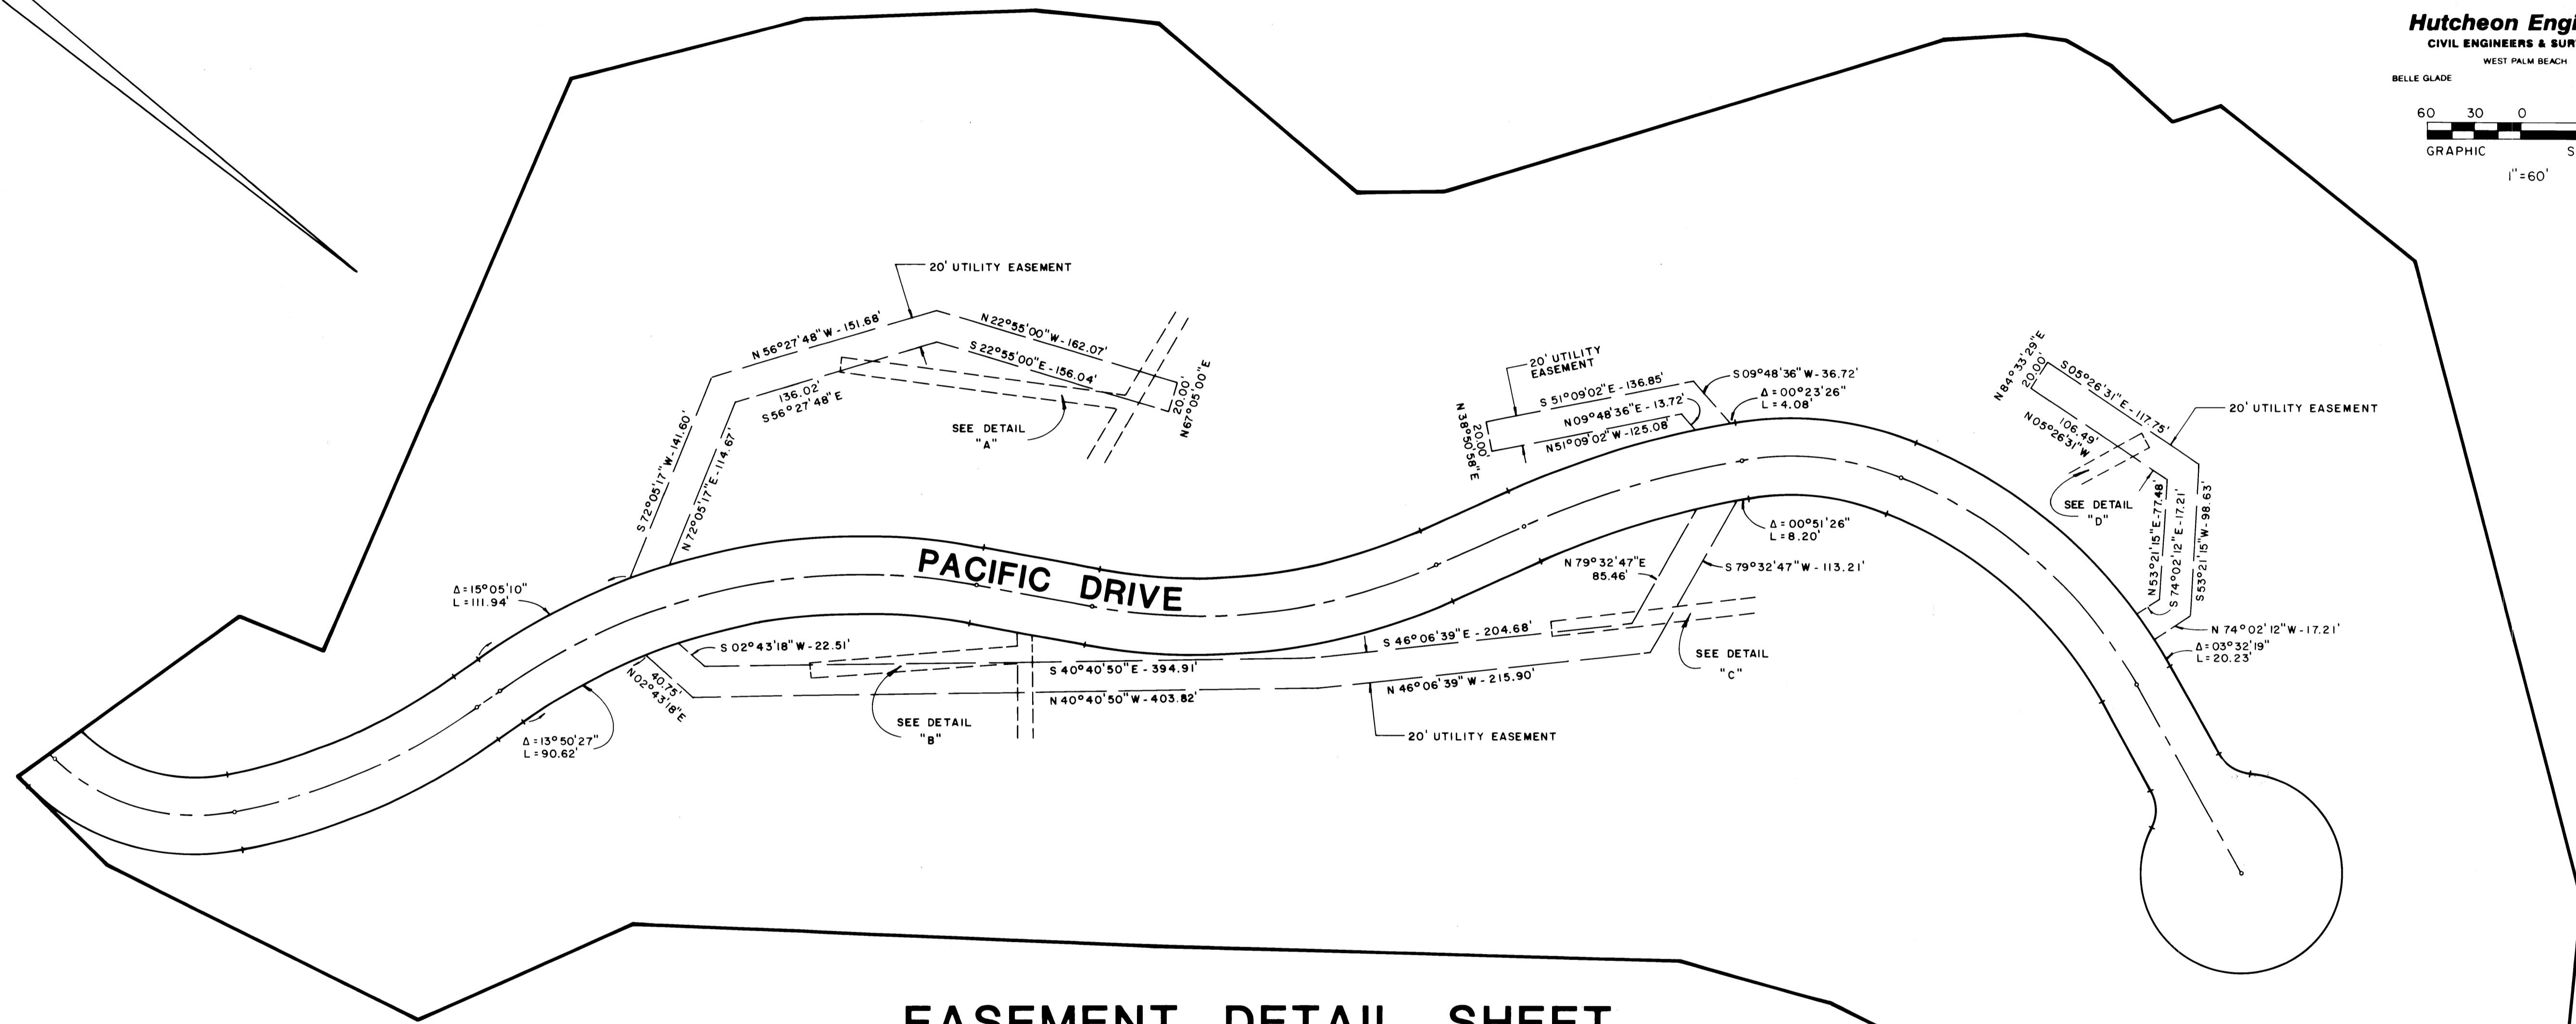 Hutcheon Engi
CIVIL ENGINEERS & SUR
WEST PALM BEACH
BELLE GLADE
60 30 0
GRAPHIC S
1"=60'
20' UTILITY EASEMENT
N 56°27'48" W - 151.68'
N 22°55'00" W - 162.07'
S 22°55'00" E - 156.04'
136.02'
S 56°27'48" E
20.00'
N 67°05'00" E
SEE DETAIL
"A"
S 72°05'17" W - 141.60'
N 72°05'17" E - 114.67'
Δ = 15°05'10"
L = 111.94'
20' UTILITY
EASEMENT
S 51°09'02" E - 136.85'
N 09°48'36" E - 13.72'
N 51°09'02" W - 125.08'
20.00'
N 38°50'58" E
S 09°48'36" W - 36.72'
Δ = 00°23'26"
L = 4.08'
N 84°33'29" E
20.00'
S 05°26'31" E - 117.75'
106.49'
N 05°26'31" W
20' UTILITY EASEMENT
SEE DETAIL
"D"
N 53°21'15" E - 77.48'
S 74°02'12" E - 17.21'
S 53°21'15" W - 98.63'
N 74°02'12" W - 17.21'
Δ = 03°32'19"
L = 20.23'
PACIFIC DRIVE
Δ = 00°51'26"
L = 8.20'
N 79°32'47" E
85.46'
S 79°32'47" W - 113.21'
S 02°43'18" W - 22.51'
40.75'
N 02°43'18" E
S 40°40'50" E - 394.91'
N 40°40'50" W - 403.82'
S 46°06'39" E - 204.68'
N 46°06'39" W - 215.90'
SEE DETAIL
"B"
SEE DETAIL
"C"
20' UTILITY EASEMENT
Δ = 13°50'27"
L = 90.62'
EASEMENT DETAIL SHEET